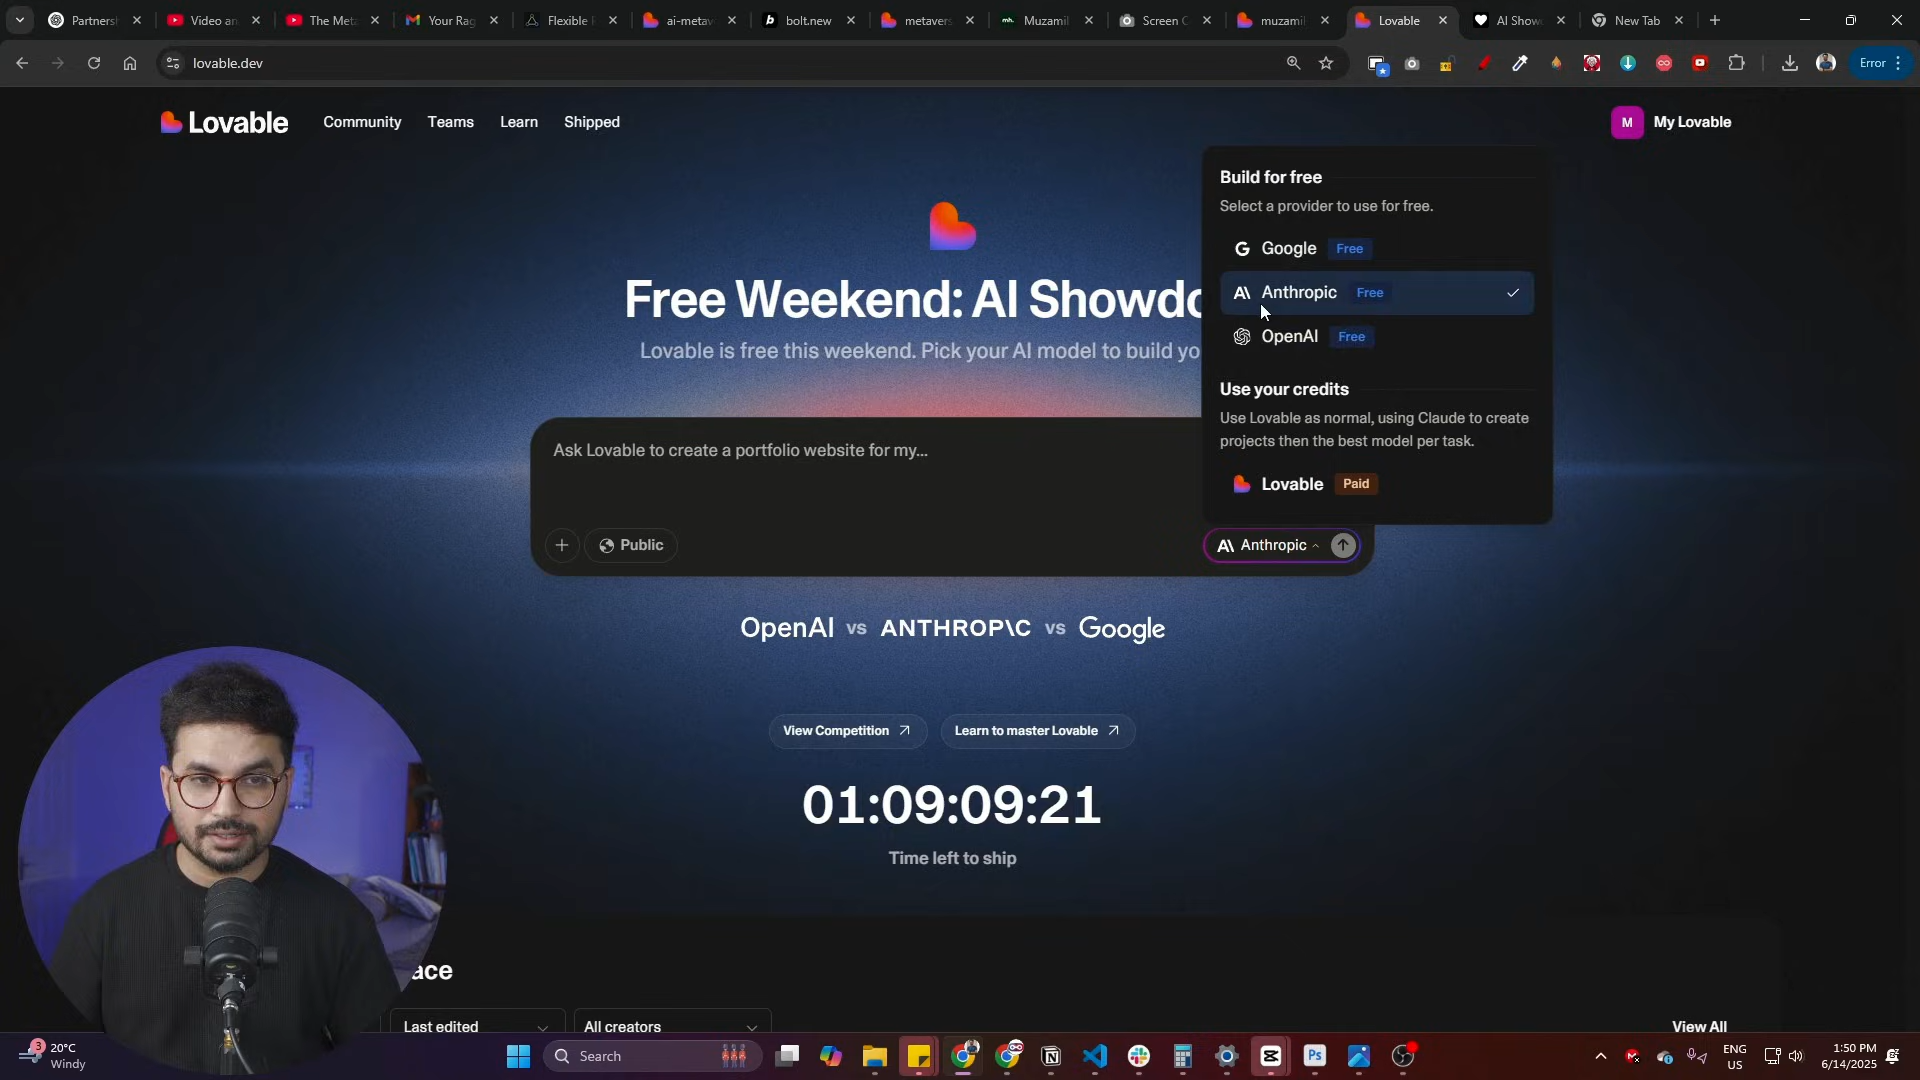 Partnersh
Video an
The Meta
Your Rag
Flexible
ai-metav
bolt.new
metavers
Muzamil
Screen C
muzamil
Lovable
AI Show
New Tab
lovable.dev
Error
Lovable
Community
Teams
Learn
Shipped
M
My Lovable
Build for free
Select a provider to use for free.
Google Free
Anthropic Free
OpenAI Free
Use your credits
Use Lovable as normal, using Claude to create
projects then the best model per task.
Lovable Paid
Free Weekend: AI Showdo
Lovable is free this weekend. Pick your AI model to build yo
Ask Lovable to create a portfolio website for my...
Public
Anthropic
OpenAI vs ANTHROP\C vs Google
View Competition
Learn to master Lovable
01:09:09:21
Time left to ship
ace
Last edited
All creators
View All
3
20°C
Windy
Search
ENG
US
1:50 PM
6/14/2025